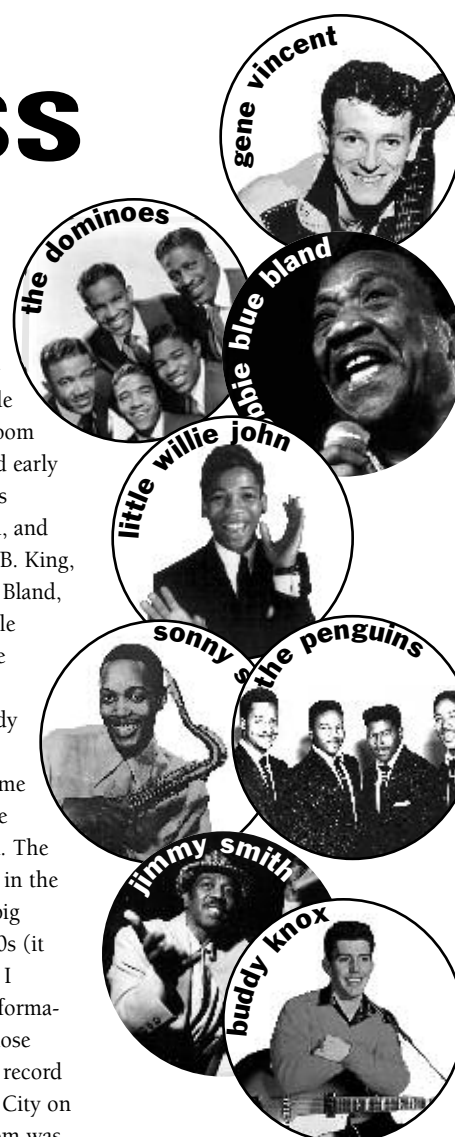 ss
gene vincent
the dominoes
bobie blue bland
little willie john
sonny s
the penguins
jimmy smith
buddy knox
le
oom
d early
s
, and
B. King,
Bland,
le
e
dy
me
e
. The
in the
big
0s (it
I
forma-
ose
record
City on
om was